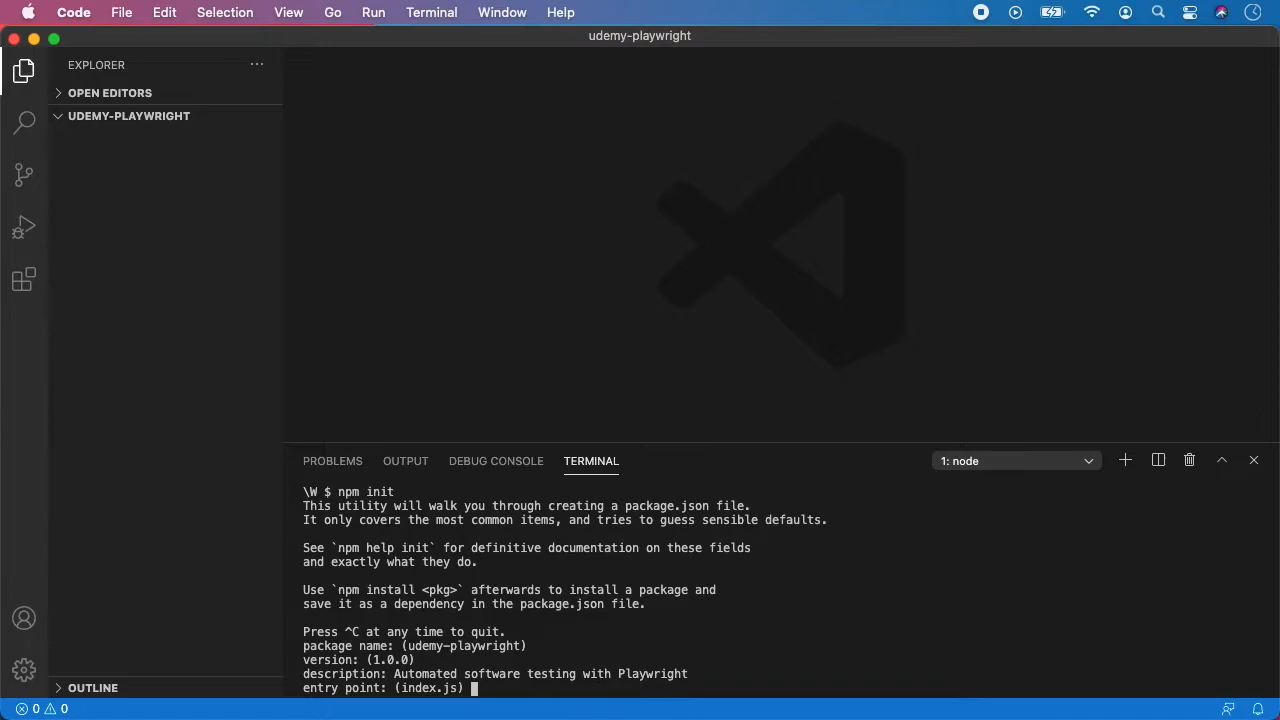 Code File Edit Selection View Go Run Terminal Window Help
udemy-playwright
EXPLORER
OPEN EDITORS
UDEMY-PLAYWRIGHT
PROBLEMS OUTPUT DEBUG CONSOLE TERMINAL 1: node
\W $ npm init
This utility will walk you through creating a package.json file.
It only covers the most common items, and tries to guess sensible defaults.
See `npm help init` for definitive documentation on these fields
and exactly what they do.
Use `npm install <pkg>` afterwards to install a package and
save it as a dependency in the package.json file.
Press ^C at any time to quit.
package name: (udemy-playwright)
version: (1.0.0)
description: Automated software testing with Playwright
entry point: (index.js)
OUTLINE
0 0